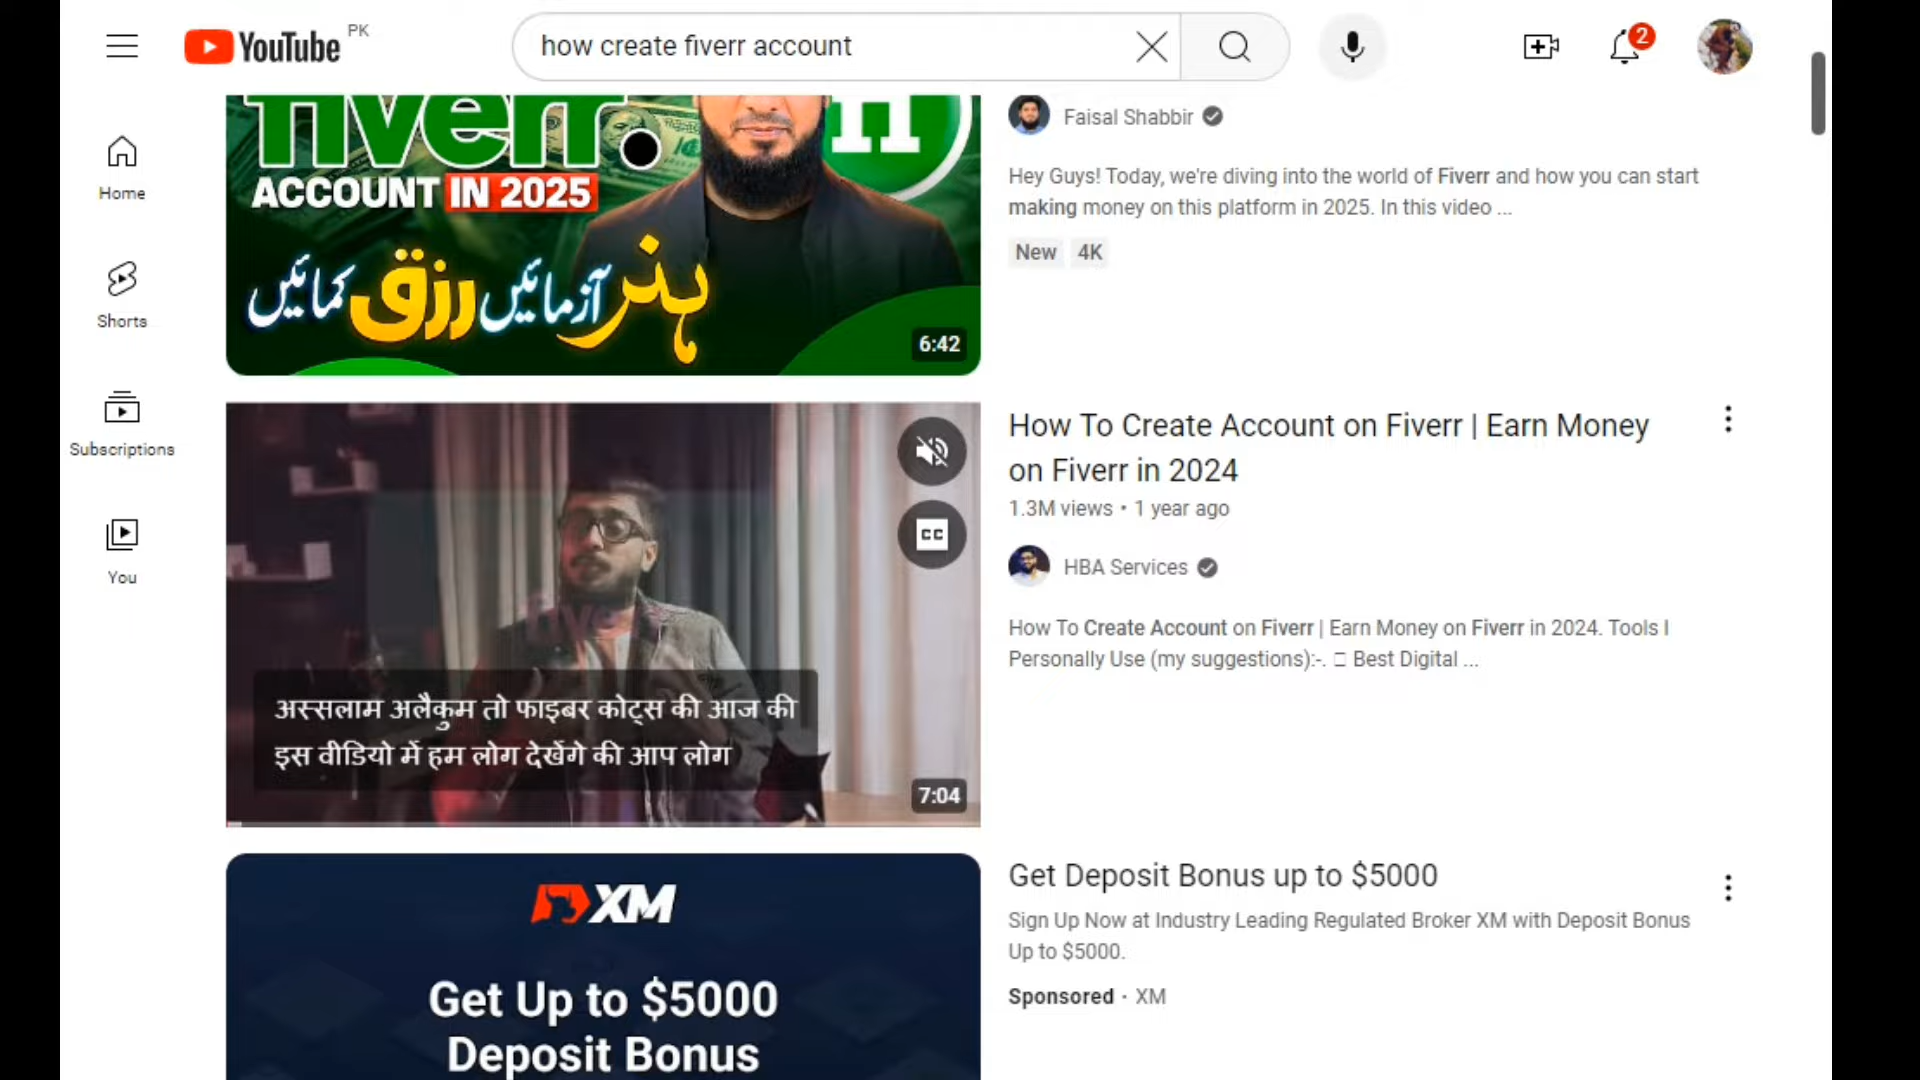 YouTube PK
how create fiverr account
2
Home
Shorts
Subscriptions
You
fiverr.
ACCOUNT IN 2025
ہنر آزمائیں رزق کمائیں
6:42
Faisal Shabbir
Hey Guys! Today, we're diving into the world of Fiverr and how you can start
making money on this platform in 2025. In this video ...
New 4K
CC
अस्सलाम अलैकुम तो फाइबर कोट्स की आज की
इस वीडियो में हम लोग देखेंगे की आप लोग
7:04
How To Create Account on Fiverr | Earn Money
on Fiverr in 2024
1.3M views • 1 year ago
HBA Services
How To Create Account on Fiverr | Earn Money on Fiverr in 2024. Tools I
Personally Use (my suggestions):-. Best Digital ...
XM
Get Up to $5000
Deposit Bonus
Get Deposit Bonus up to $5000
Sign Up Now at Industry Leading Regulated Broker XM with Deposit Bonus
Up to $5000.
Sponsored · XM